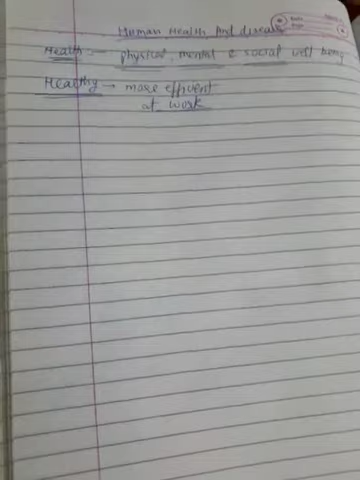 Human Health And disease
Health - physical, mental & social well being
Healthy → more efficient
at work